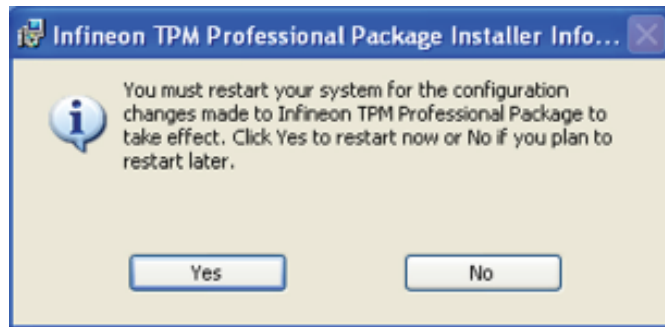 Infineon TPM Professional Package Installer Info...
You must restart your system for the configuration
changes made to Infineon TPM Professional Package to
take effect. Click Yes to restart now or No if you plan to
restart later.
Yes No